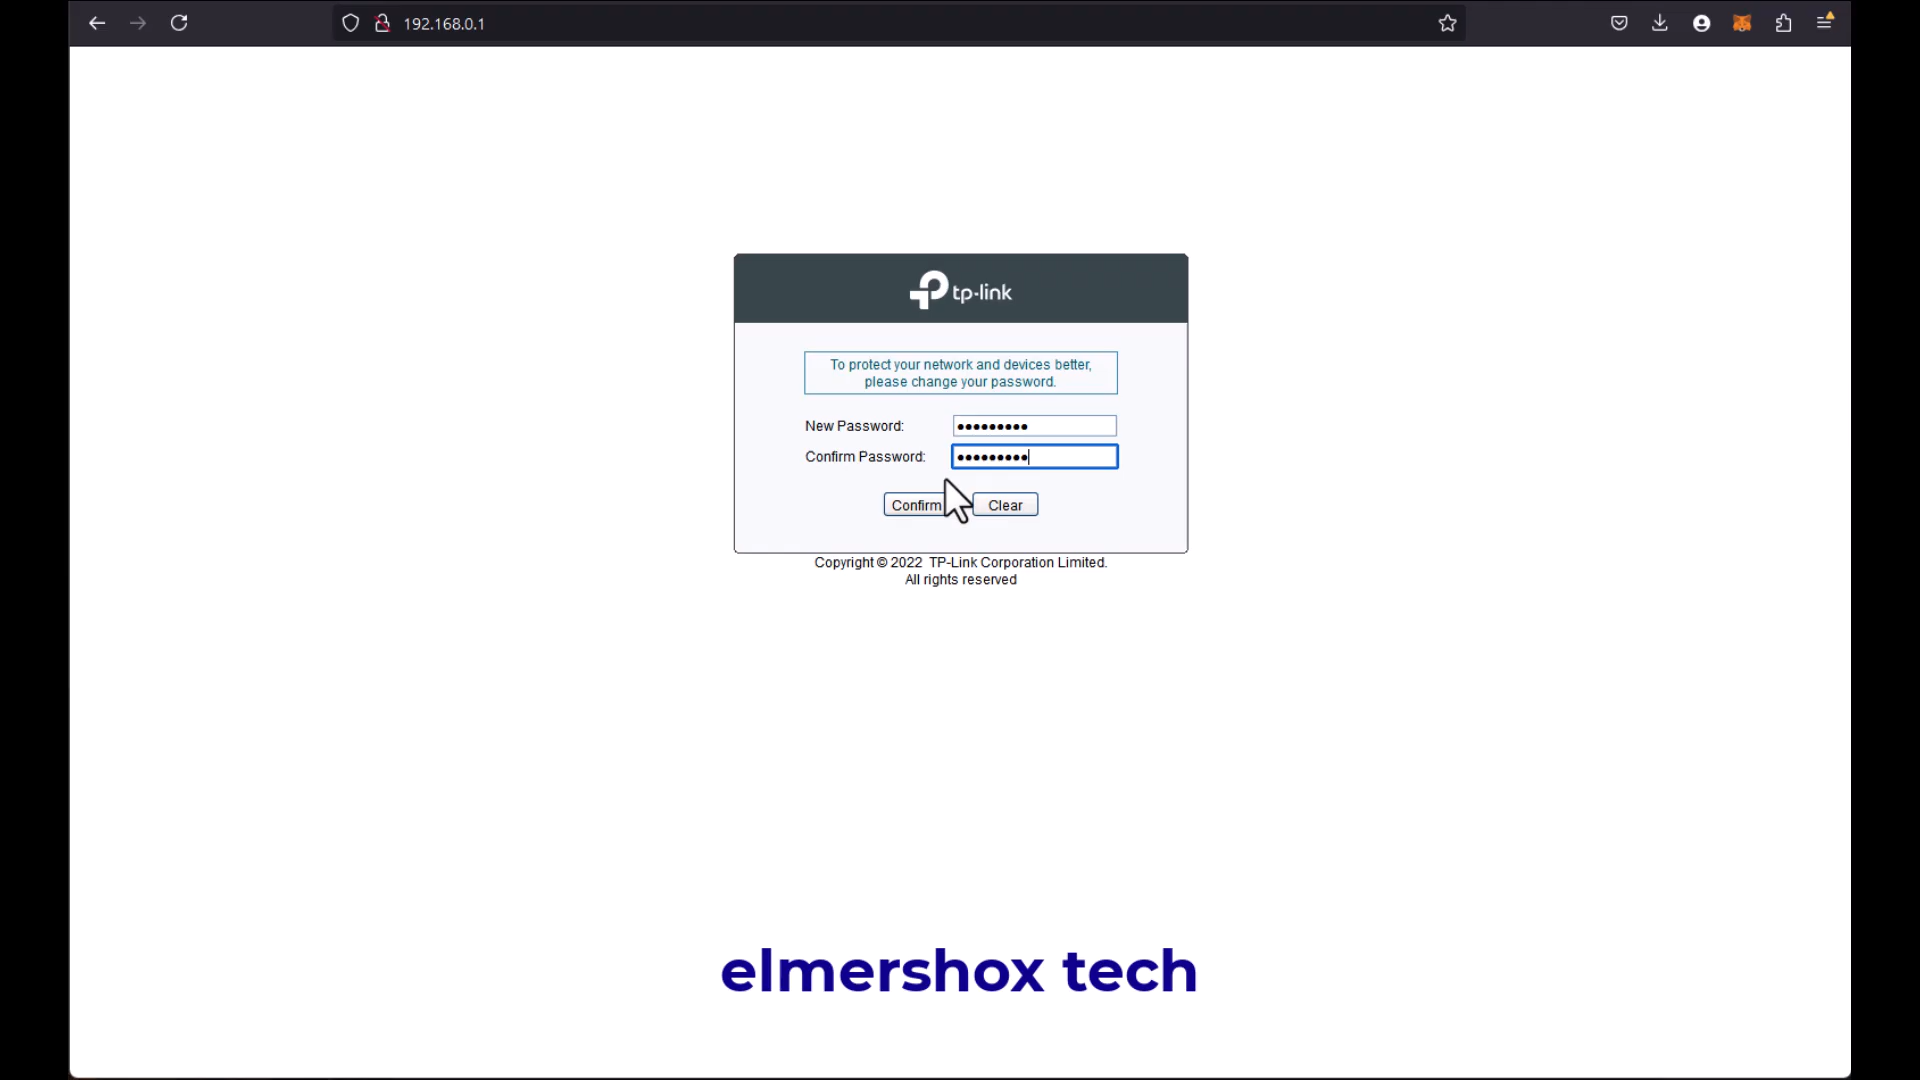 192.168.0.1
tp-link
To protect your network and devices better,
please change your password.
New Password: •••••••••
Confirm Password: •••••••••
Confirm Clear
Copyright © 2022 TP-Link Corporation Limited.
All rights reserved
elmershox tech